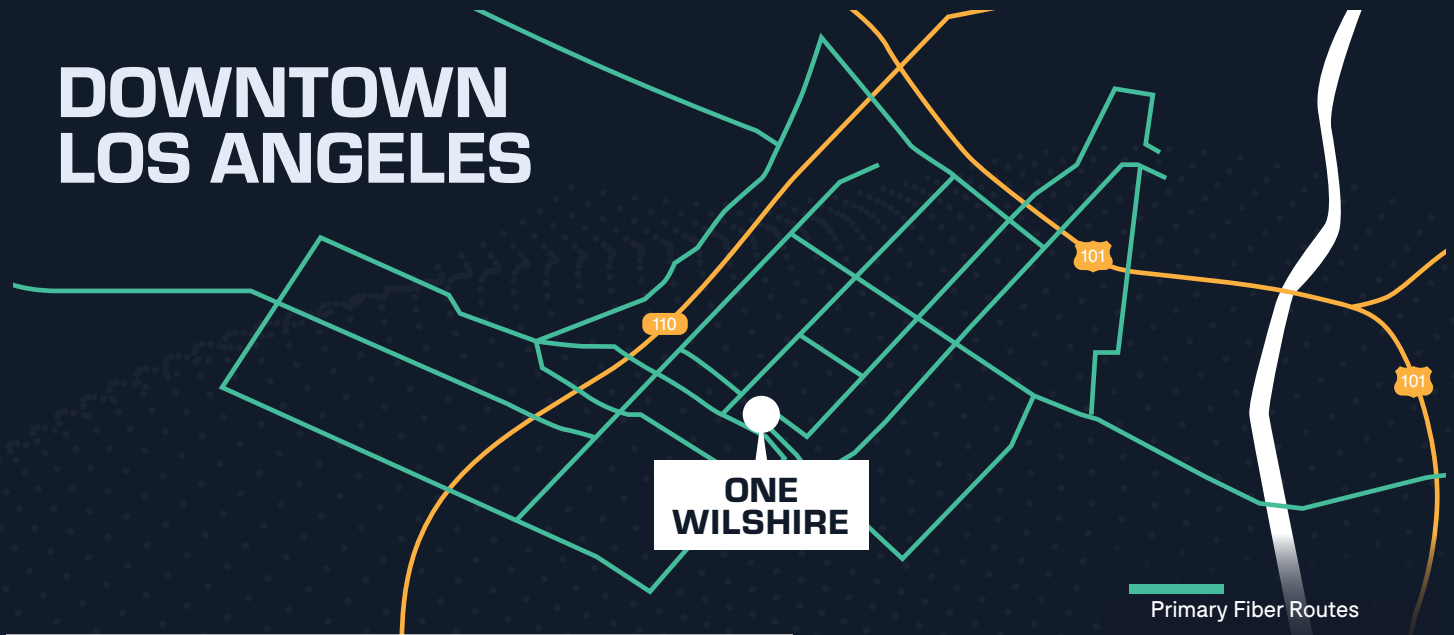 DOWNTOWN
LOS ANGELES
101
110
101
ONE
WILSHIRE
Primary Fiber Routes